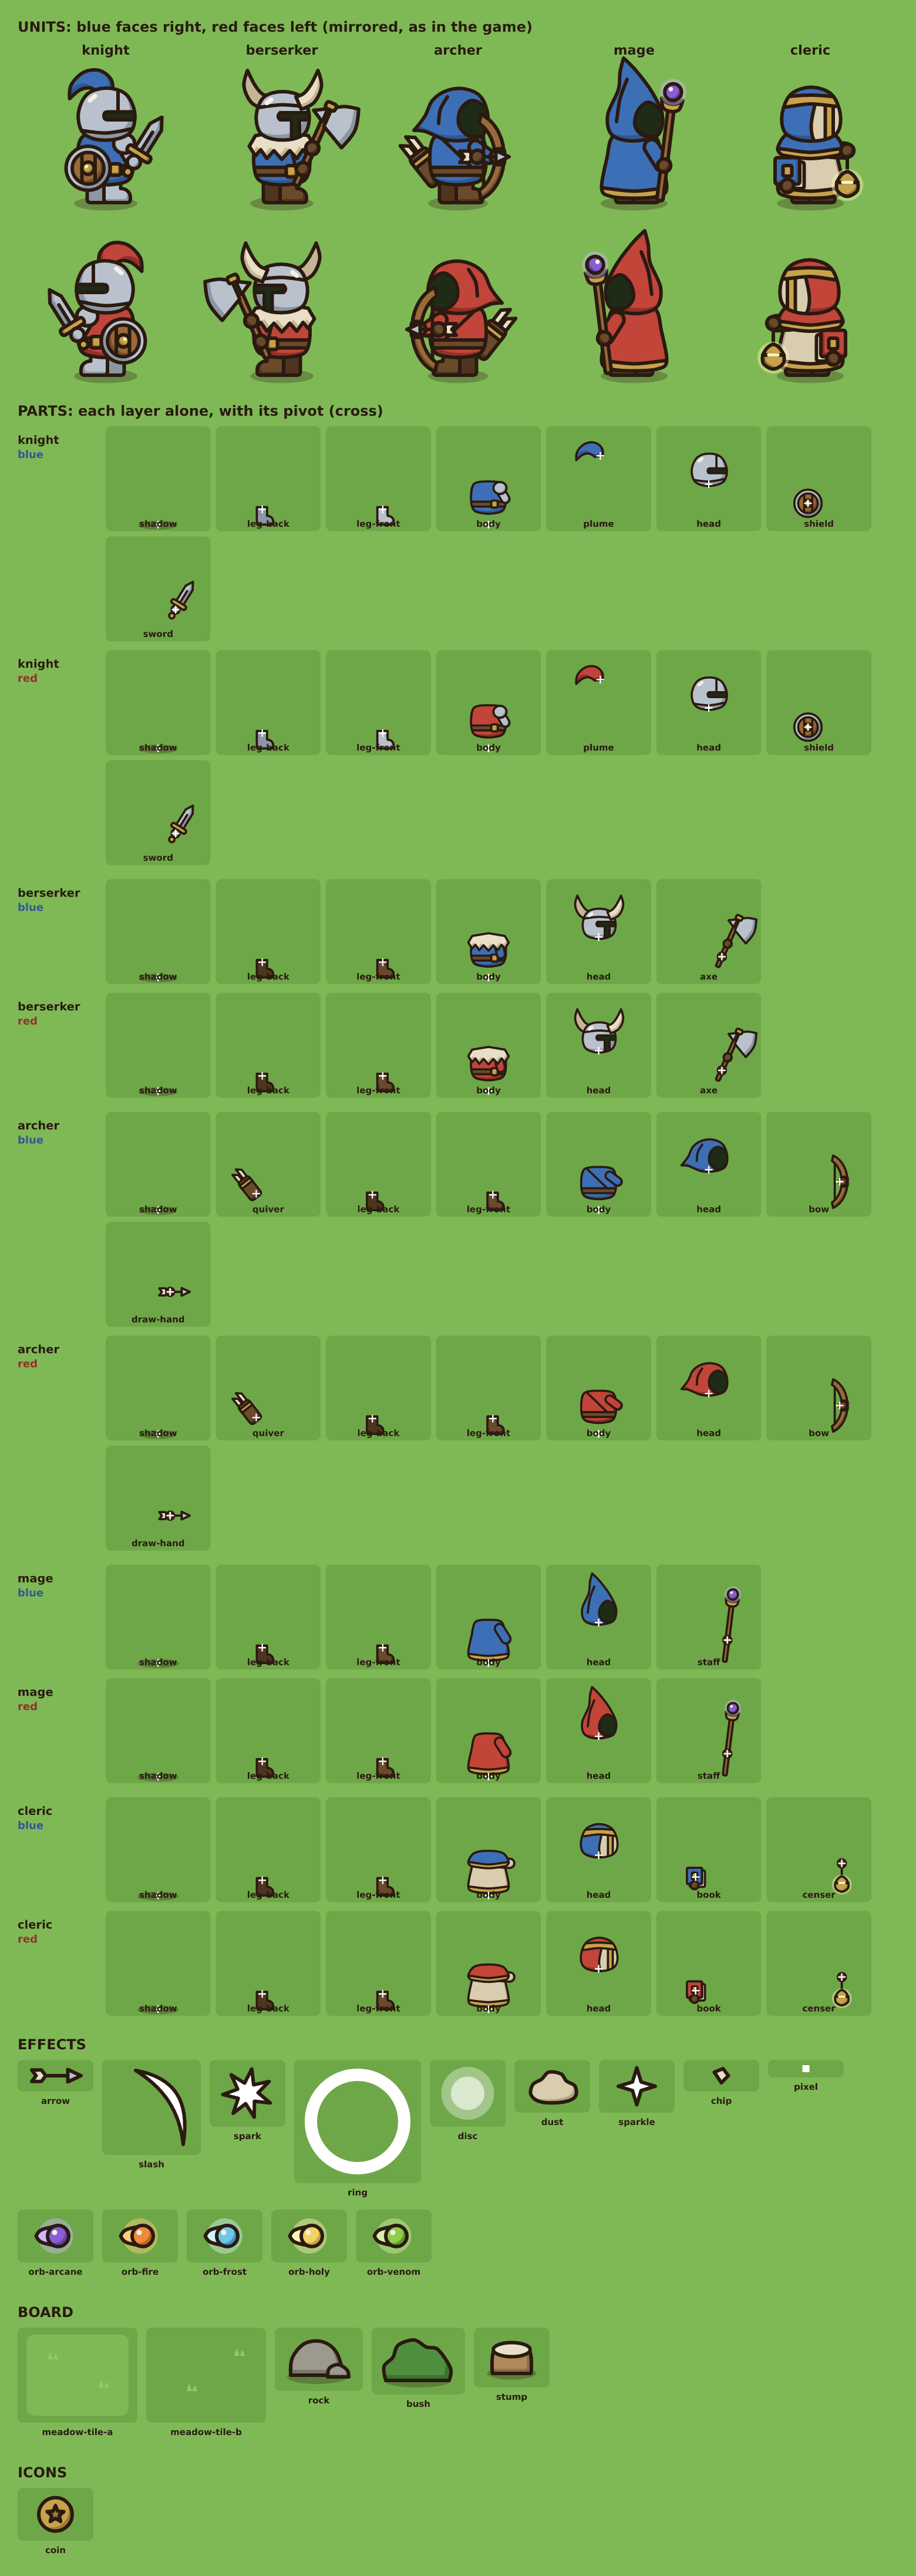 UNITS: blue faces right, red faces left (mirrored, as in the game)
knight berserker archer mage cleric
PARTS: each layer alone, with its pivot (cross)
knight
blue
shadow leg-back leg-front body plume head shield
sword
knight
red
shadow leg-back leg-front body plume head shield
sword
berserker
blue
shadow leg-back leg-front body head axe
berserker
red
shadow leg-back leg-front body head axe
archer
blue
shadow quiver leg-back leg-front body head bow
draw-hand
archer
red
shadow quiver leg-back leg-front body head bow
draw-hand
mage
blue
shadow leg-back leg-front body head staff
mage
red
shadow leg-back leg-front body head staff
cleric
blue
shadow leg-back leg-front body head book censer
cleric
red
shadow leg-back leg-front body head book censer
EFFECTS
arrow slash spark ring disc dust sparkle chip pixel
orb-arcane orb-fire orb-frost orb-holy orb-venom
BOARD
meadow-tile-a meadow-tile-b rock bush stump
ICONS
coin